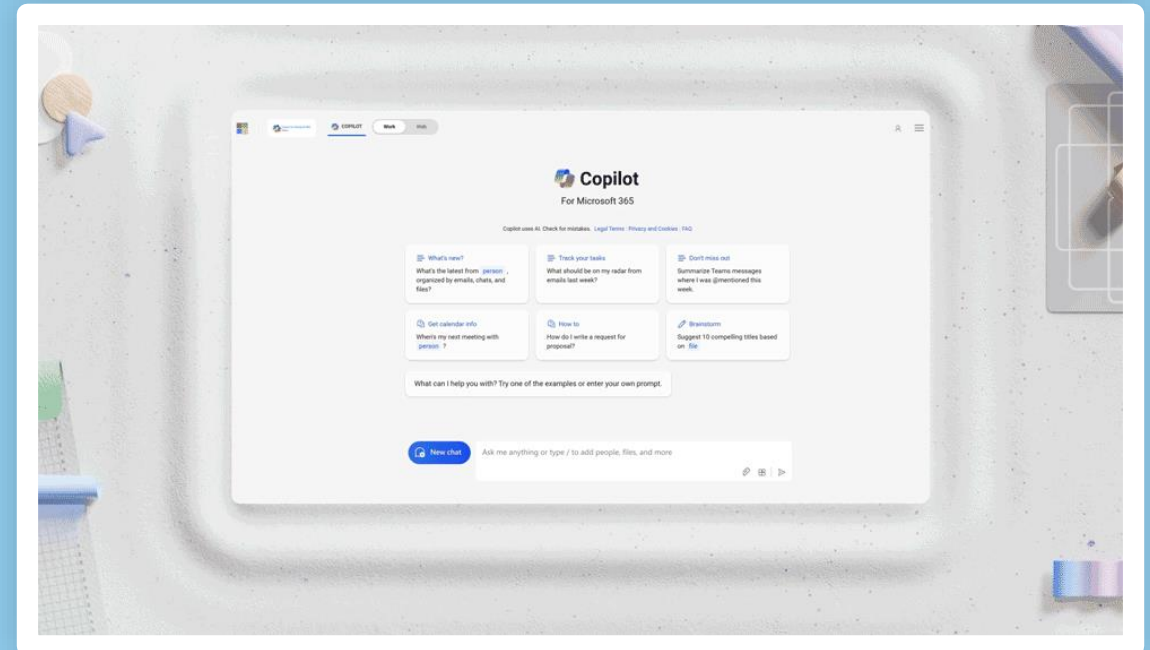 COPILOT
Work
Web
Copilot
For Microsoft 365
Copilot uses AI. Check for mistakes. Legal Terms Privacy and Cookies FAQ
What's new?
What's the latest from person ,
organized by emails, chats, and
files?
Track your tasks
What should be on my radar from
emails last week?
Don't miss out
Summarize Teams messages
where I was @mentioned this
week.
Get calendar info
When's my next meeting with
person ?
How to
How do I write a request for
proposal?
Brainstorm
Suggest 10 compelling titles based
on file
What can I help you with? Try one of the examples or enter your own prompt.
New chat
Ask me anything or type / to add people, files, and more